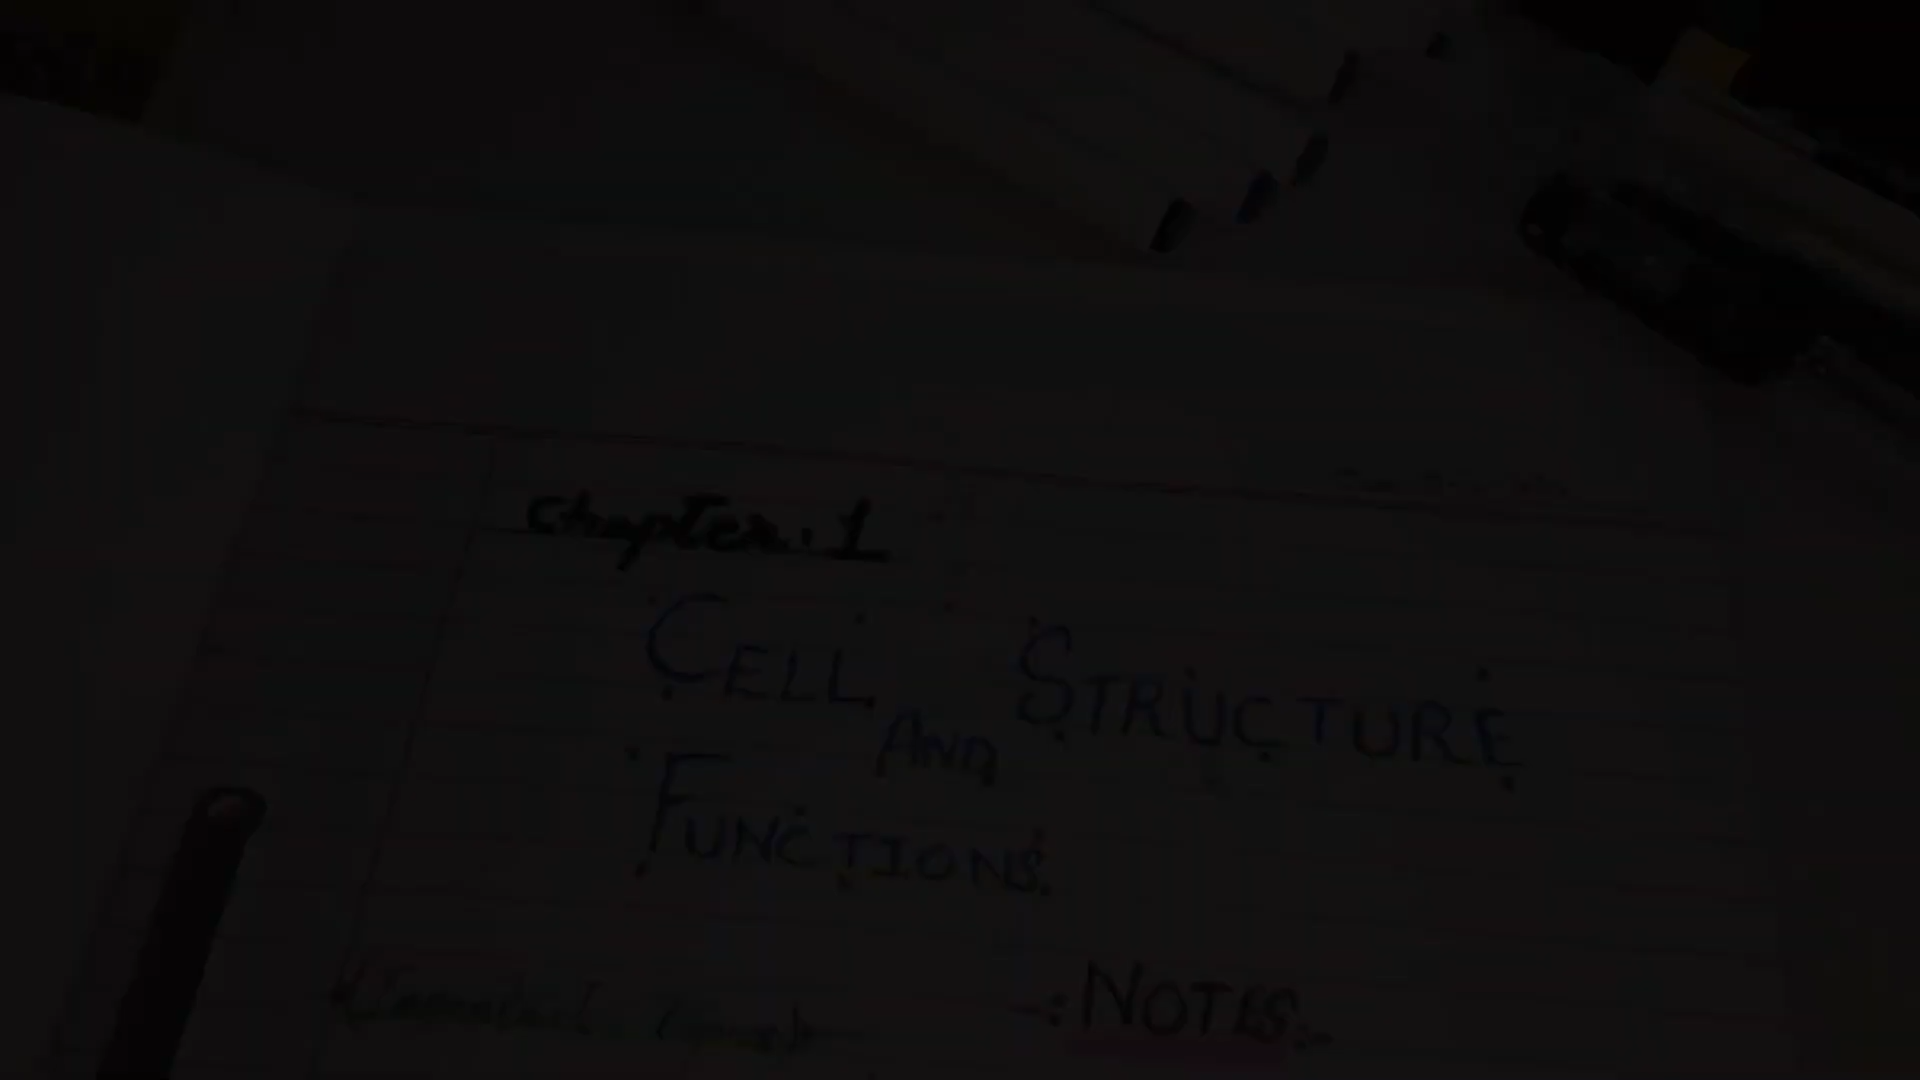 Chapter: 1
CELL STRUCTURE
AND
FUNCTIONS
-: NOTES:-